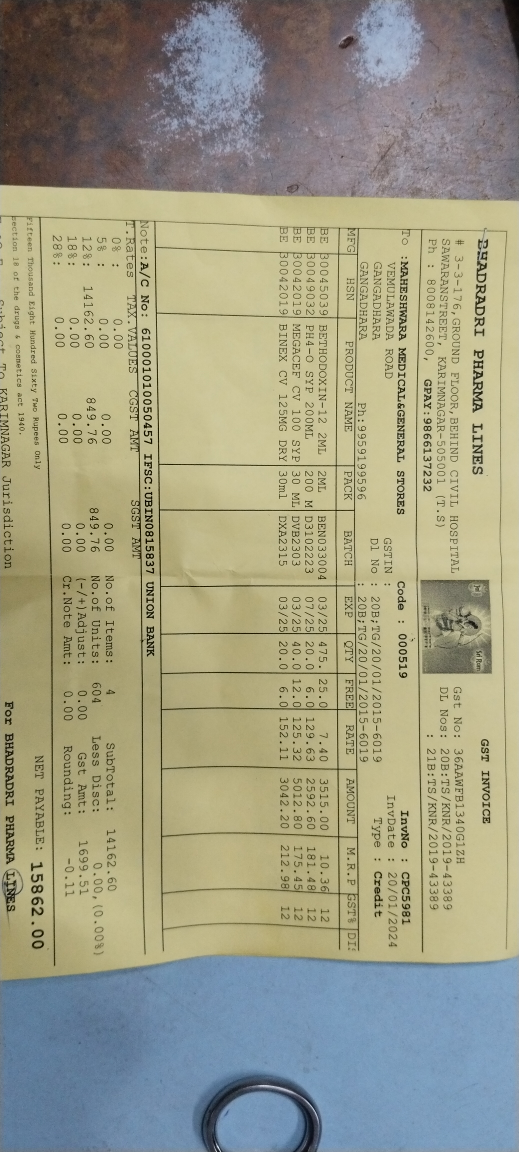 BHADRADRI PHARMA LINES
GST INVOICE
# 3-3-176,GROUND FLOOR,BEHIND CIVIL HOSPITAL
SAWARANSTREET, KARIMNAGAR-505001 (T.S)
Ph : 8008142600, GPAY:9866137232
Sri Ram
Gst No: 36AAWFB1340G1ZH
DL Nos: 20B:TS/KNR/2019-43389
: 21B:TS/KNR/2019-43389
To :MAHESHWARA MEDICAL&GENERAL STORES Code : 000519 InvNo : CPC5981
VEMULAWADA ROAD GSTIN : InvDate : 20/01/2024
GANGADHARA Dl No : 20B;TG/20/01/2015-6019 Type : Credit
GANGADHARA Ph:9959199596 : 20B;TG/20/01/2015-6019
MFG HSN PRODUCT NAME PACK BATCH EXP QTY FREE RATE AMOUNT M.R.P GST% DI
BE 30045039 BETHODOXIN-12 2ML 2ML BEN033004 03/25 475. 25.0 7.40 3515.00 10.36 12
BE 30049032 PH4-O SYP 200ML 200 M D3102223 07/25 20.0 6.0 129.63 2592.60 181.48 12
BE 30042019 MEGACEF CV 100 SYP 30 ML DVB2303 03/25 40.0 12.0 125.32 5012.80 175.45 12
BE 30042019 BINEX CV 125MG DRY 30ml DXA2315 03/25 20.0 6.0 152.11 3042.20 212.98 12
Note:A/C NO: 610001010050457 IFSC:UBIN0815837 UNION BANK
T.Rates TAX.VALUES CGST AMT SGST AMT No.of Items: 4 SubTotal: 14162.60
0% : 0.00
5% : 0.00 0.00 0.00 No.of Units: 604 Less Disc: 0.00,(0.00%)
12%: 14162.60 849.76 849.76 (-/+)Adjust: 0.00 Gst Amt: 1699.51
18%: 0.00 0.00 0.00 Cr.Note Amt: 0.00 Rounding: -0.11
28%: 0.00 0.00 0.00
NET PAYABLE: 15862.00
Fifteen Thousand Eight Hundred Sixty Two Rupees Only
section 18 of the drugs & cosmetics act 1940.
Subject To KARIMNAGAR Jurisdiction
For BHADRADRI PHARMA LINES